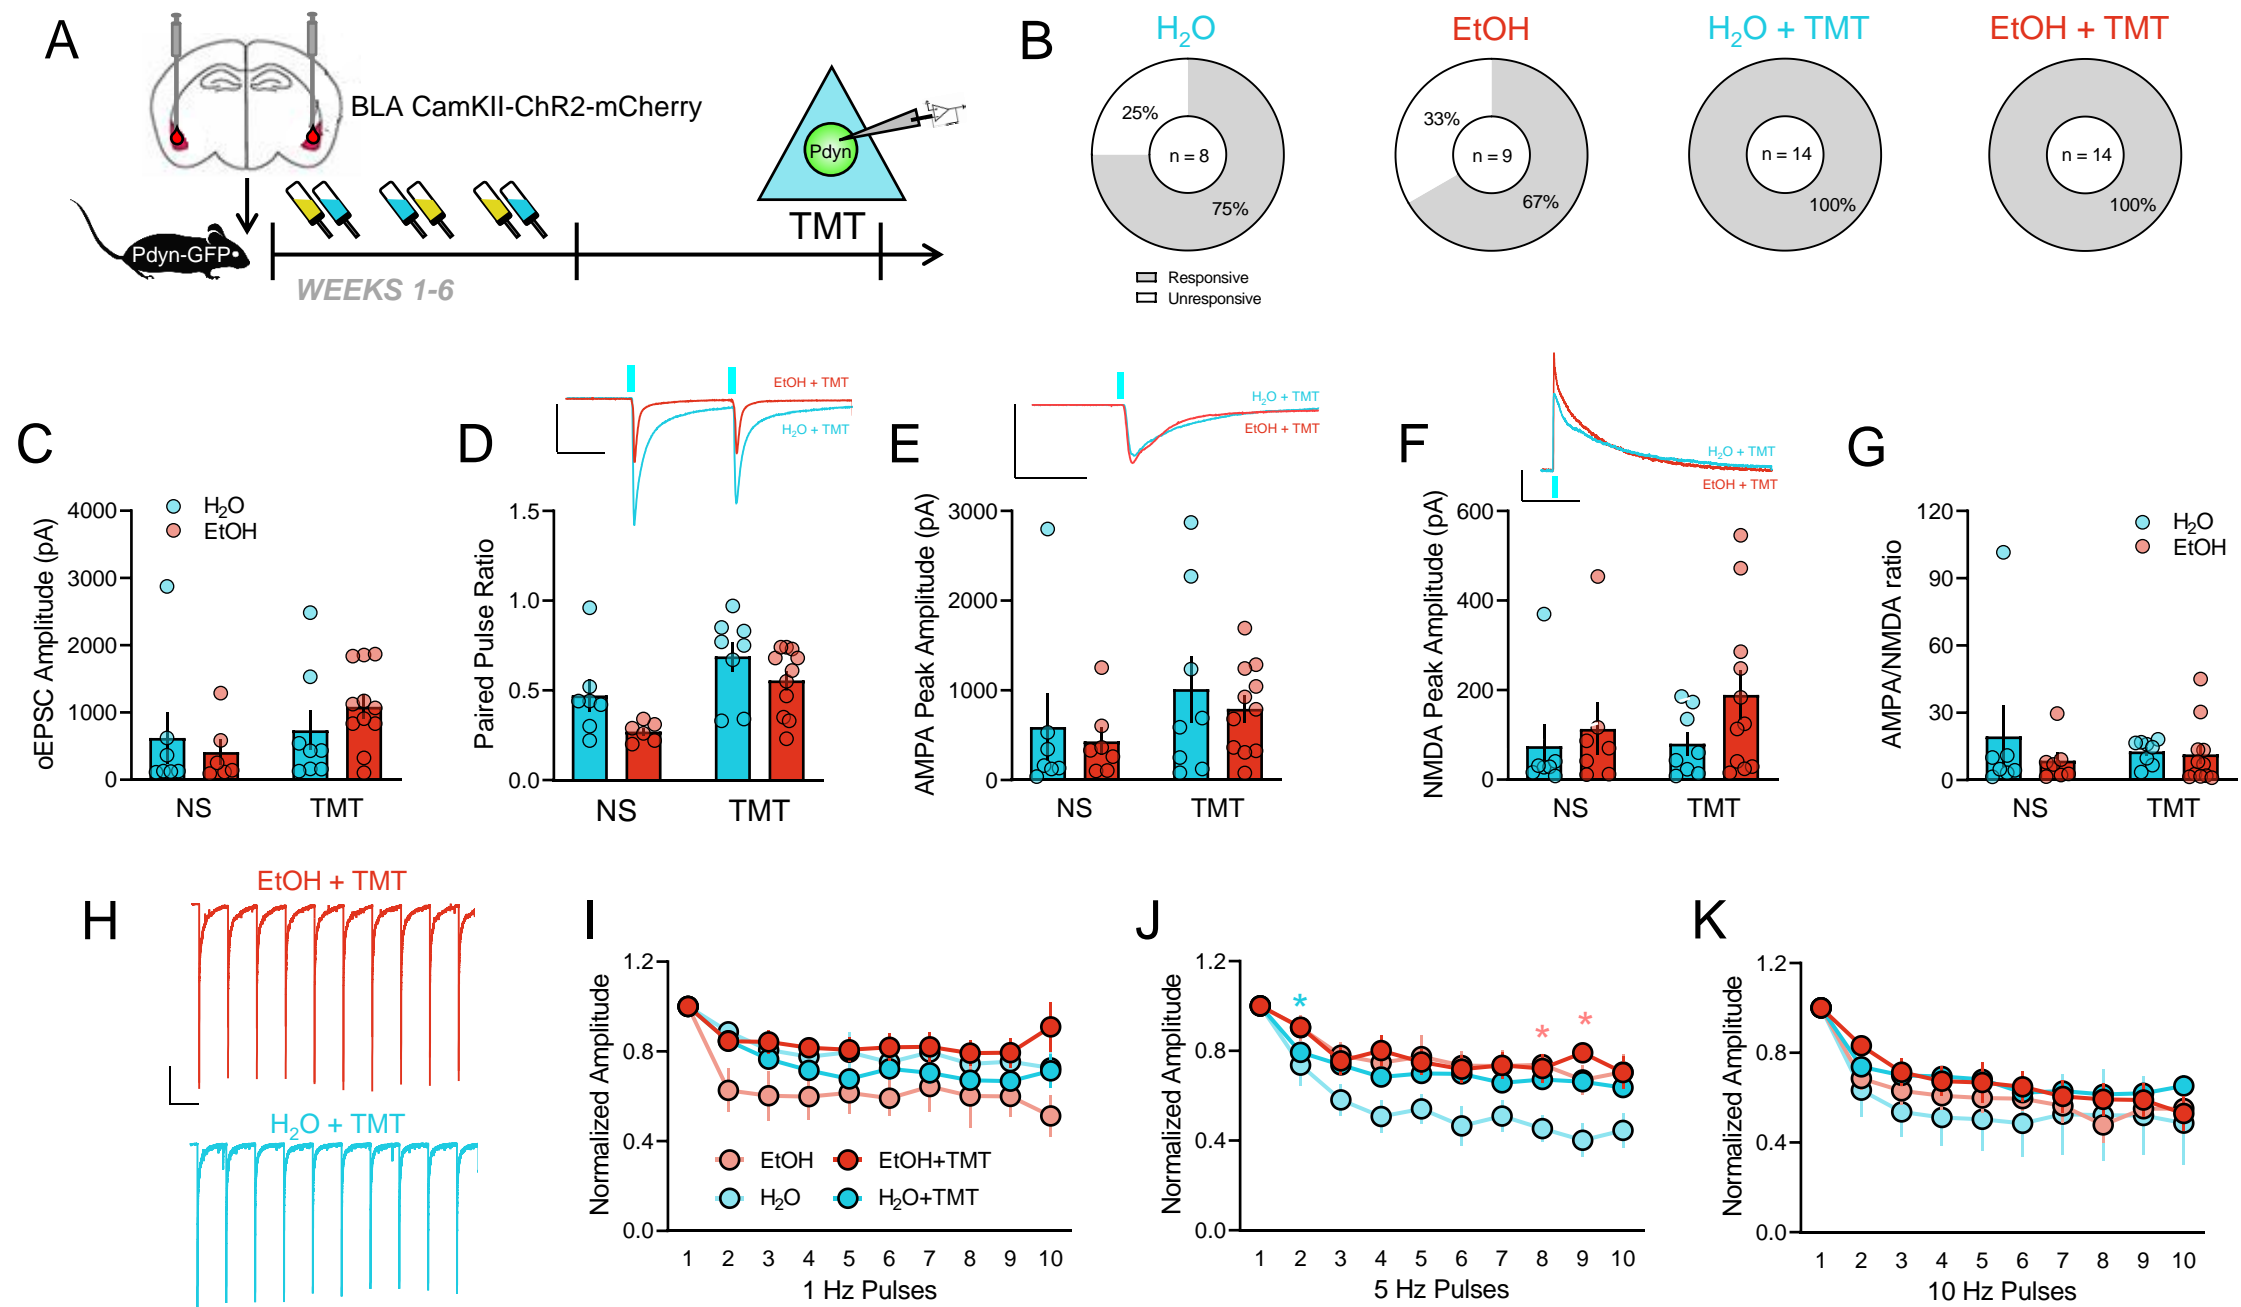 A
BLA CamKII-ChR2-mCherry
Pdyn
TMT
Pdyn-GFP
WEEKS 1-6
B
H₂O
EtOH
H₂O + TMT
EtOH + TMT
25%
n = 8
75%
33%
n = 9
67%
n = 14
100%
n = 14
100%
Responsive
Unresponsive
C
H₂O
EtOH
oEPSC Amplitude (pA)
4000
3000
2000
1000
0
NS
TMT
D
EtOH + TMT
H₂O + TMT
Paired Pulse Ratio
1.5
1.0
0.5
0.0
NS
TMT
E
H₂O + TMT
EtOH + TMT
AMPA Peak Amplitude (pA)
3000
2000
1000
0
NS
TMT
F
H₂O + TMT
EtOH + TMT
NMDA Peak Amplitude (pA)
600
400
200
0
NS
TMT
G
H₂O
EtOH
AMPA/NMDA ratio
120
90
60
30
0
NS
TMT
H
EtOH + TMT
H₂O + TMT
I
Normalized Amplitude
1.2
0.8
0.4
0.0
EtOH
EtOH+TMT
H₂O
H₂O+TMT
1 2 3 4 5 6 7 8 9 10
1 Hz Pulses
J
Normalized Amplitude
1.2
0.8
0.4
0.0
*
*
*
1 2 3 4 5 6 7 8 9 10
5 Hz Pulses
K
Normalized Amplitude
1.2
0.8
0.4
0.0
1 2 3 4 5 6 7 8 9 10
10 Hz Pulses